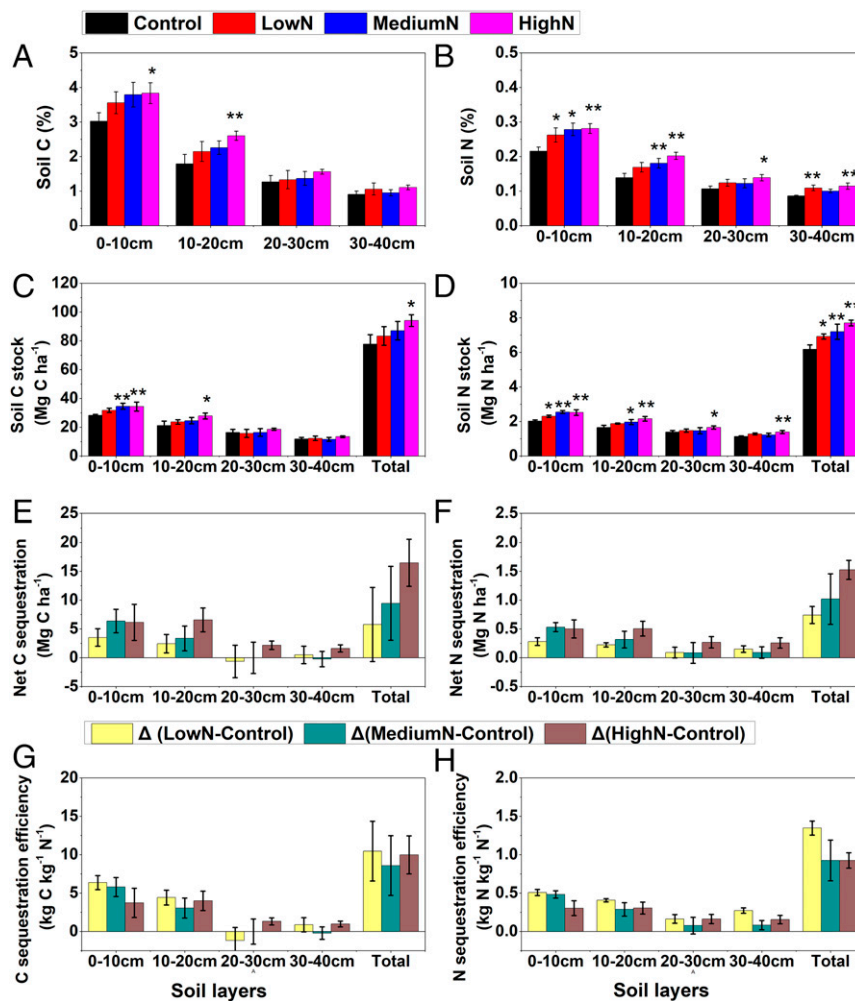 Control LowN MediumN HighN
A
B
Soil C (%)
5
4
3
2
1
0
*
**
0-10cm 10-20cm 20-30cm 30-40cm
Soil N (%)
0.5
0.4
0.3
0.2
0.1
0.0
* * **
** **
*
** **
0-10cm 10-20cm 20-30cm 30-40cm
C
D
Soil C stock
(Mg C ha-1)
120
100
80
60
40
20
0
** **
*
*
0-10cm 10-20cm 20-30cm 30-40cm Total
Soil N stock
(Mg N ha-1)
10
8
6
4
2
0
* ** **
* **
*
**
* ** **
0-10cm 10-20cm 20-30cm 30-40cm Total
E
F
Net C sequestration
(Mg C ha-1)
25
20
15
10
5
0
-5
0-10cm 10-20cm 20-30cm 30-40cm Total
Net N sequestration
(Mg N ha-1)
2.0
1.5
1.0
0.5
0.0
-0.5
0-10cm 10-20cm 20-30cm 30-40cm Total
Δ (LowN-Control) Δ(MediumN-Control) Δ(HighN-Control)
G
H
C sequestration efficiency
(kg C kg-1 N-1)
20
15
10
5
0
0-10cm 10-20cm 20-30cm 30-40cm Total
Soil layers
N sequestration efficiency
(kg N kg-1 N-1)
2.0
1.5
1.0
0.5
0.0
0-10cm 10-20cm 20-30cm 30-40cm Total
Soil layers